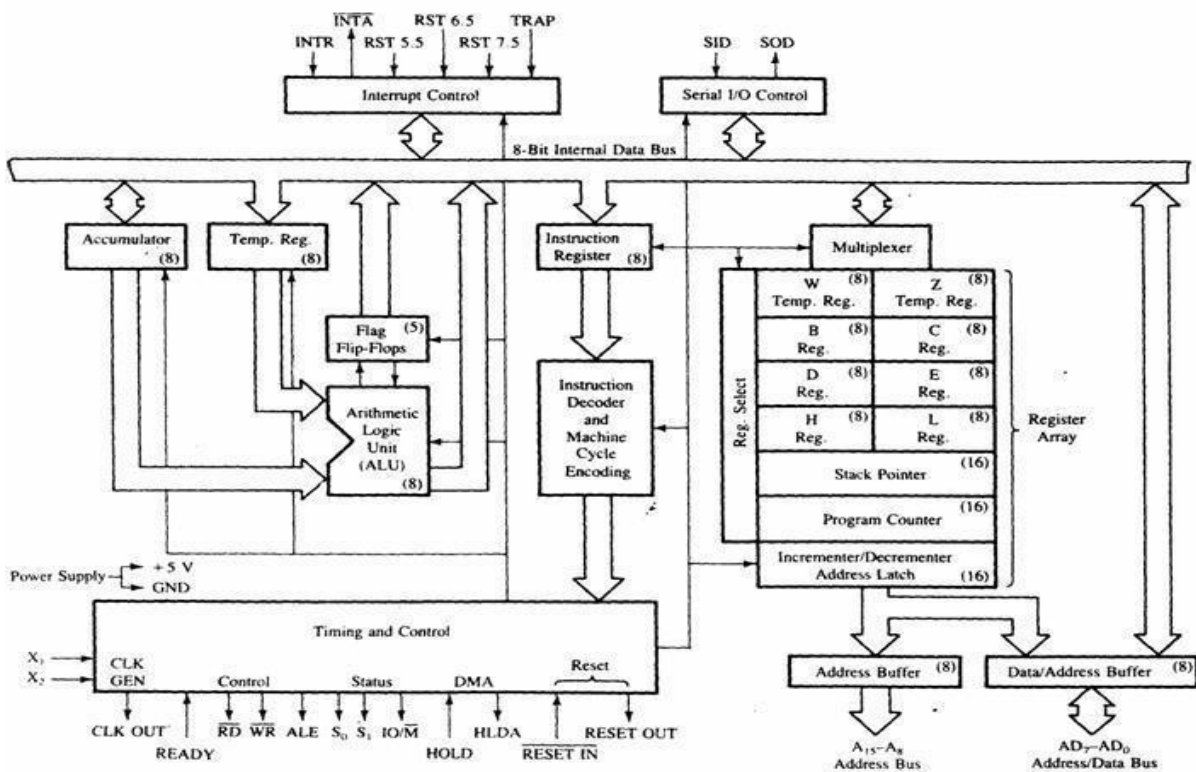 INTA
RST 6.5
TRAP
INTR
RST 5.5
RST 7.5
SID
SOD
Interrupt Control
Serial I/O Control
8-Bit Internal Data Bus
Accumulator
(8)
Temp. Reg.
(8)
Instruction
Register
(8)
Multiplexer
Flag
(5)
Flip-Flops
Arithmetic
Logic
Unit
(ALU)
(8)
Instruction
Decoder
and
Machine
Cycle
Encoding
Reg. Select
W
(8)
Temp. Reg.
Z
(8)
Temp. Reg.
B
(8)
Reg.
C
(8)
Reg.
D
(8)
Reg.
E
(8)
Reg.
H
(8)
Reg.
L
(8)
Reg.
(16)
Stack Pointer
(16)
Program Counter
Incrementer/Decrementer
Address Latch
(16)
Register
Array
Power Supply
+5 V
GND
Timing and Control
X₁
X₂
CLK
GEN
Control
Status
DMA
Reset
CLK OUT
READY
RD
WR
ALE
S₀
S₁
IO/M
HOLD
HLDA
RESET IN
RESET OUT
Address Buffer
(8)
Data/Address Buffer
(8)
A₁₅–A₈
Address Bus
AD₇–AD₀
Address/Data Bus